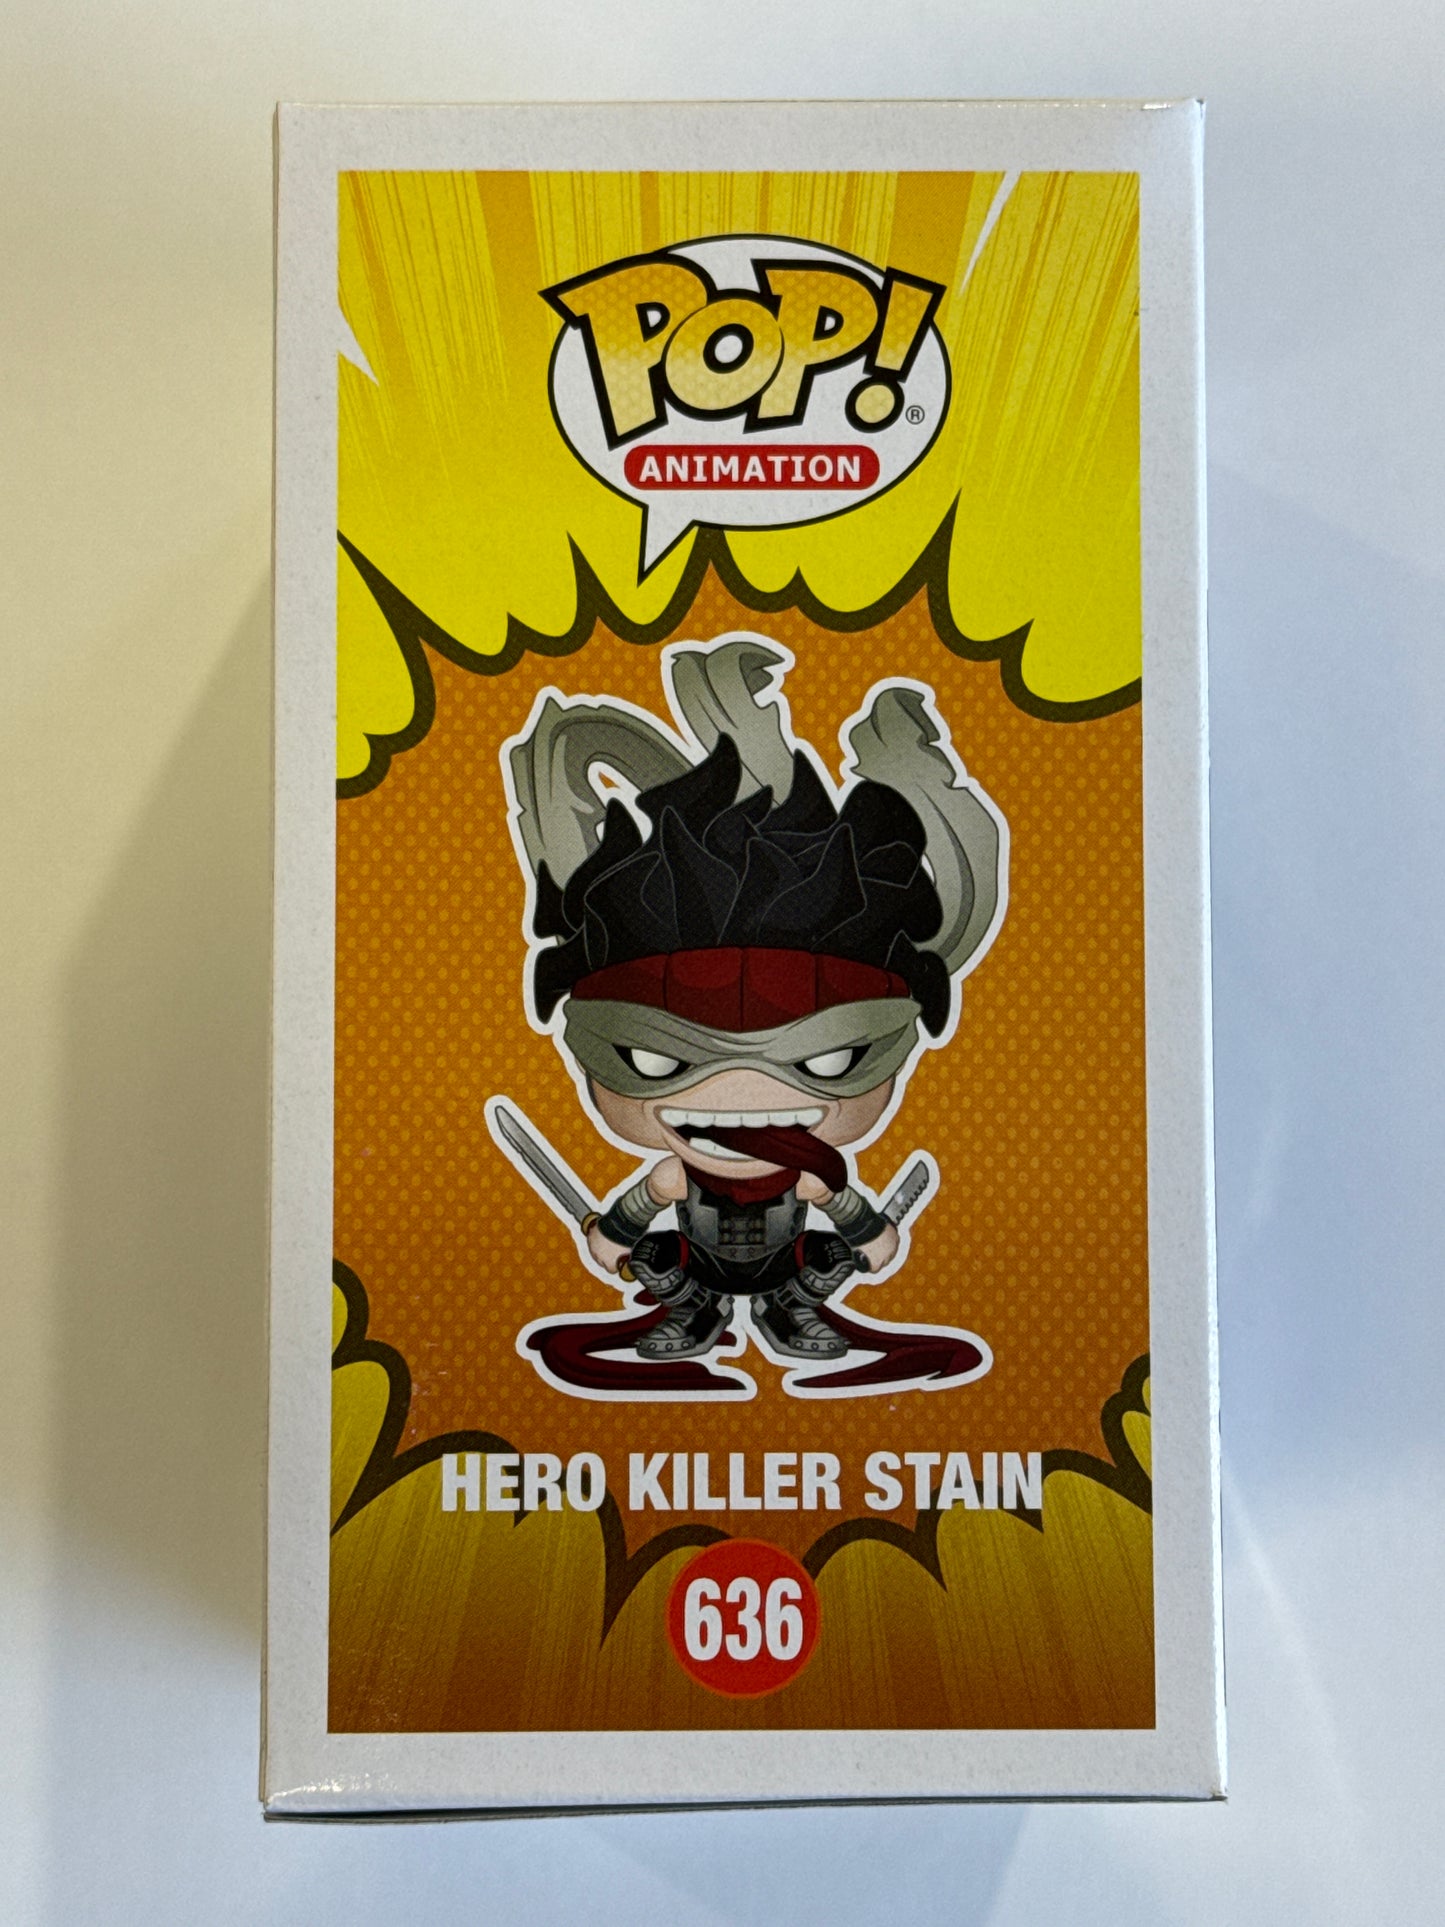 POP!®
ANIMATION
HERO KILLER STAIN
636